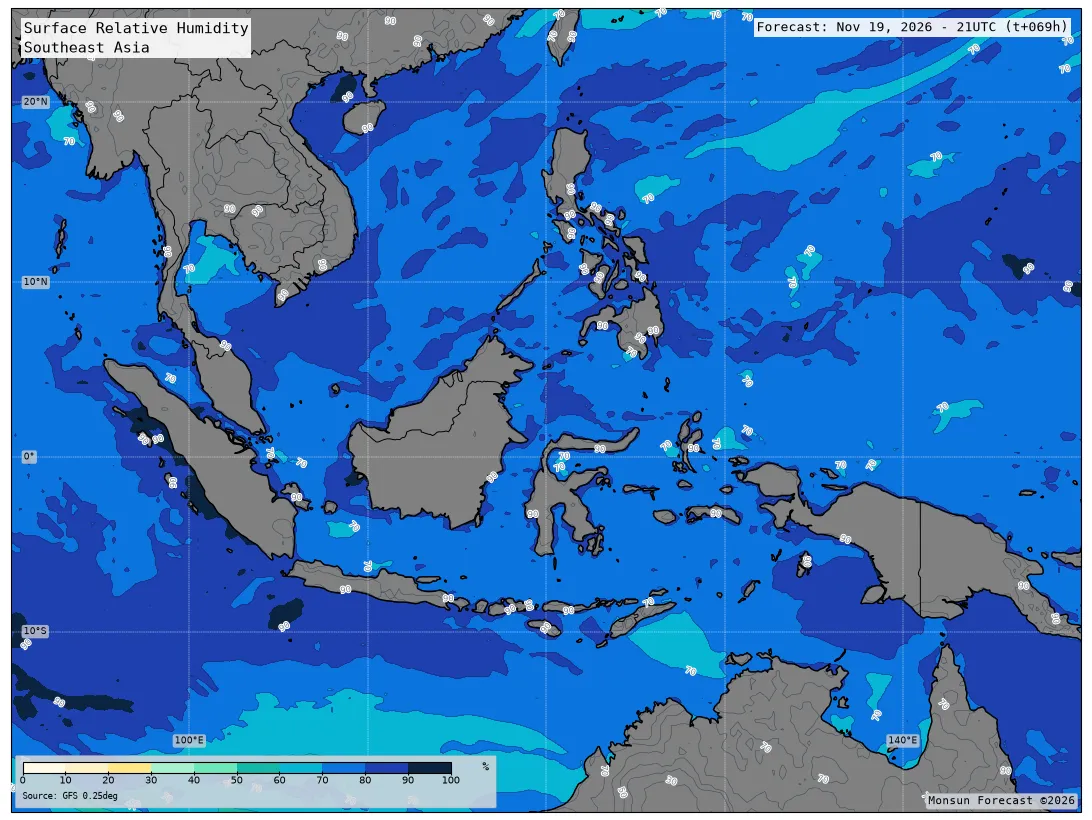 Surface Relative Humidity
Southeast Asia
Forecast: Nov 19, 2026 - 21UTC (t+069h)
20°N
10°N
0°
10°S
100°E
140°E
%
0 10 20 30 40 50 60 70 80 90 100
Source: GFS 0.25deg
Monsun Forecast ©2026